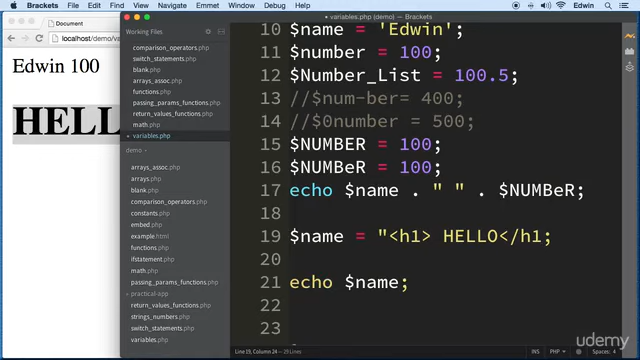 Brackets File Edit Find View Navigate Emmet Debug Window Help Edwin
Document
localhost/demo/va
Edwin 100
HELL
• variables.php (demo) — Brackets
Working Files
comparison_operators.php
switch_statements.php
blank.php
arrays_assoc.php
functions.php
passing_params_functions.php
return_values_functions.php
math.php
variables.php
demo
arrays_assoc.php
arrays.php
blank.php
comparison_operators.php
constants.php
embed.php
example.html
functions.php
ifstatement.php
math.php
passing_params_functions.php
practical-app
return_values_functions.php
strings_numbers.php
switch_statements.php
variables.php
10 $name = 'Edwin';
11 $number = 100;
12 $Number_List = 100.5;
13 //$num-ber= 400;
14 //$0number = 500;
15 $NUMBER = 100;
16 $NUMBeR = 100;
17 echo $name . " " . $NUMBeR;
18
19 $name = "<h1> HELLO</h1;
20
21 echo $name;
22
23
Line 19, Column 24 — 29 Lines
INS PHP Spaces: 4
udemy